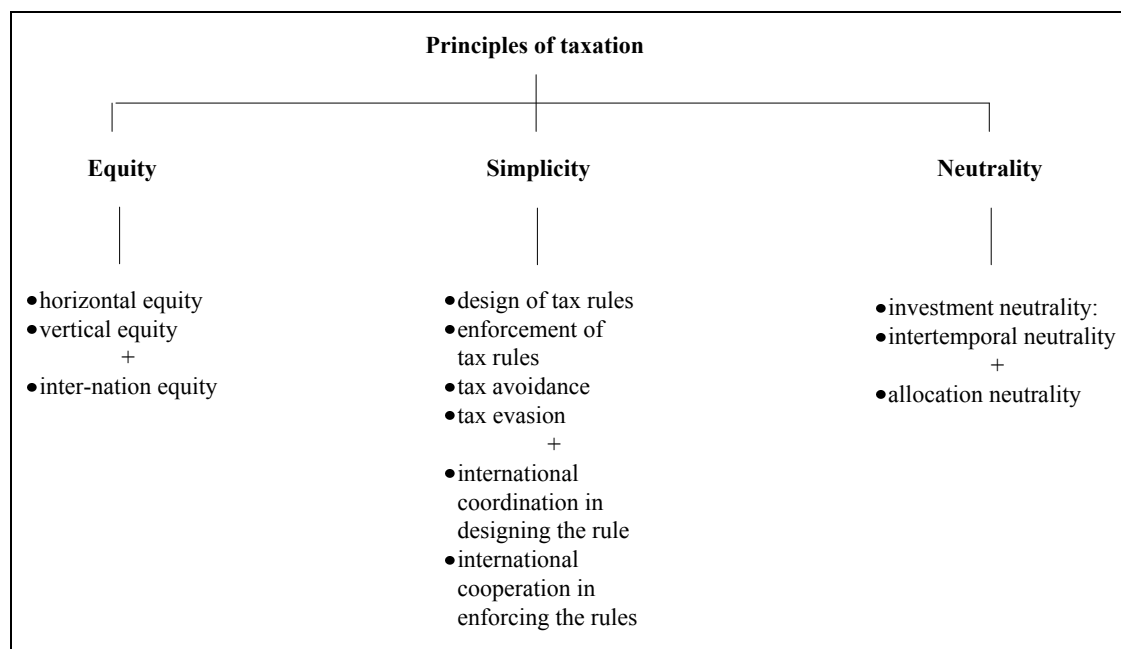 Principles of taxation
Equity
Simplicity
Neutrality
●horizontal equity
●vertical equity
+
●inter-nation equity
●design of tax rules
●enforcement of
tax rules
●tax avoidance
●tax evasion
+
●international
coordination in
designing the rule
●international
cooperation in
enforcing the rules
●investment neutrality:
●intertemporal neutrality
+
●allocation neutrality